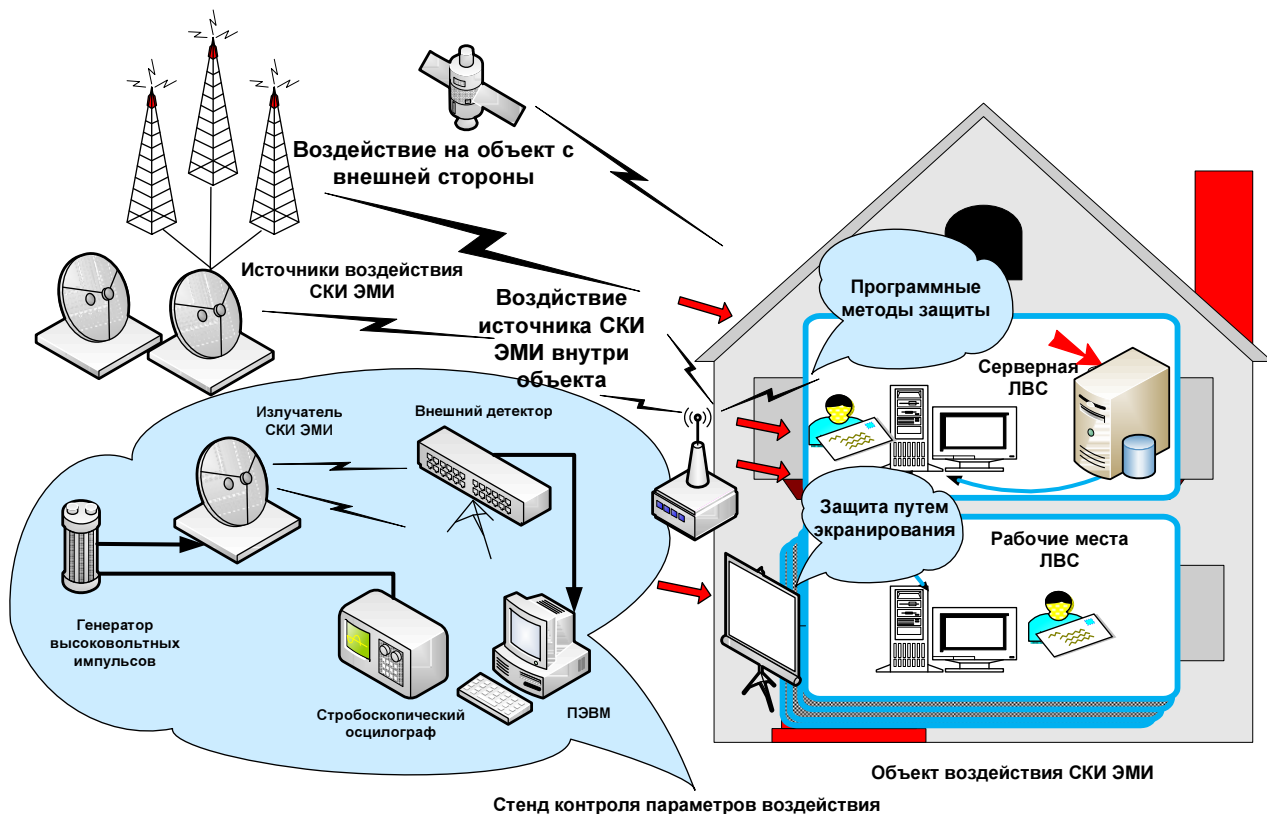 Воздействие на объект с
внешней стороны
Источники воздействия
СКИ ЭМИ
Воздйствие
источника СКИ
ЭМИ внутри
объекта
Программные
методы защиты
Серверная
ЛВС
Излучатель
СКИ ЭМИ
Внешний детектор
Защита путем
экранирования
Рабочие места
ЛВС
Генератор
высоковольтных
импульсов
Стробоскопический
осцилограф
ПЭВМ
Объект воздействия СКИ ЭМИ
Стенд контроля параметров воздействия